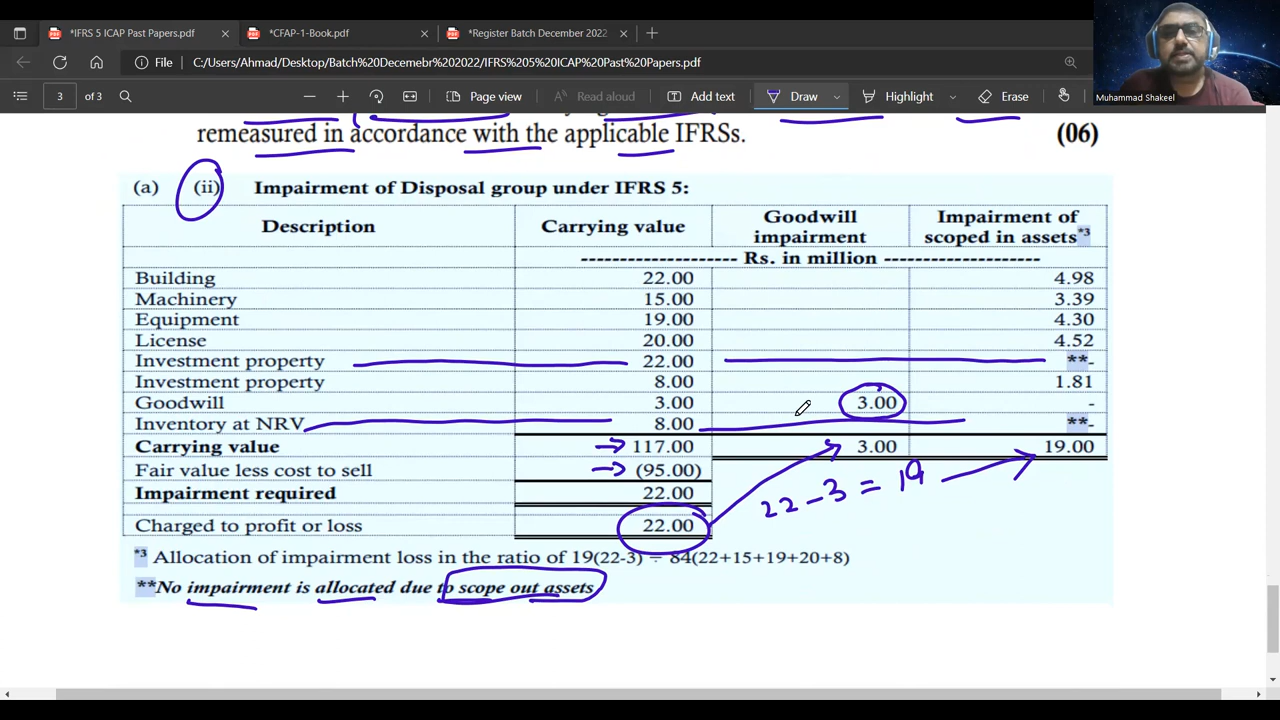 *IFRS 5 ICAP Past Papers.pdf
*CFAP-1-Book.pdf
*Register Batch December 2022
File C:/Users/Ahmad/Desktop/Batch%20Decemebr%202022/IFRS%205%20ICAP%20Past%20Papers.pdf
Muhammad Shakeel
3 of 3 Page view Read aloud Add text Draw Highlight Erase
remeasured in accordance with the applicable IFRSs. (06)
(a) (ii) Impairment of Disposal group under IFRS 5:
Description Carrying value Goodwill impairment Impairment of scoped in assets*3
-------------------- Rs. in million --------------------
Building 22.00 4.98
Machinery 15.00 3.39
Equipment 19.00 4.30
License 20.00 4.52
Investment property 22.00 **-
Investment property 8.00 1.81
Goodwill 3.00 3.00 -
Inventory at NRV 8.00 **-
Carrying value 117.00 3.00 19.00
Fair value less cost to sell (95.00)
22-3=19
Impairment required 22.00
Charged to profit or loss 22.00
*3 Allocation of impairment loss in the ratio of 19(22-3) ÷ 84(22+15+19+20+8)
**No impairment is allocated due to scope out assets